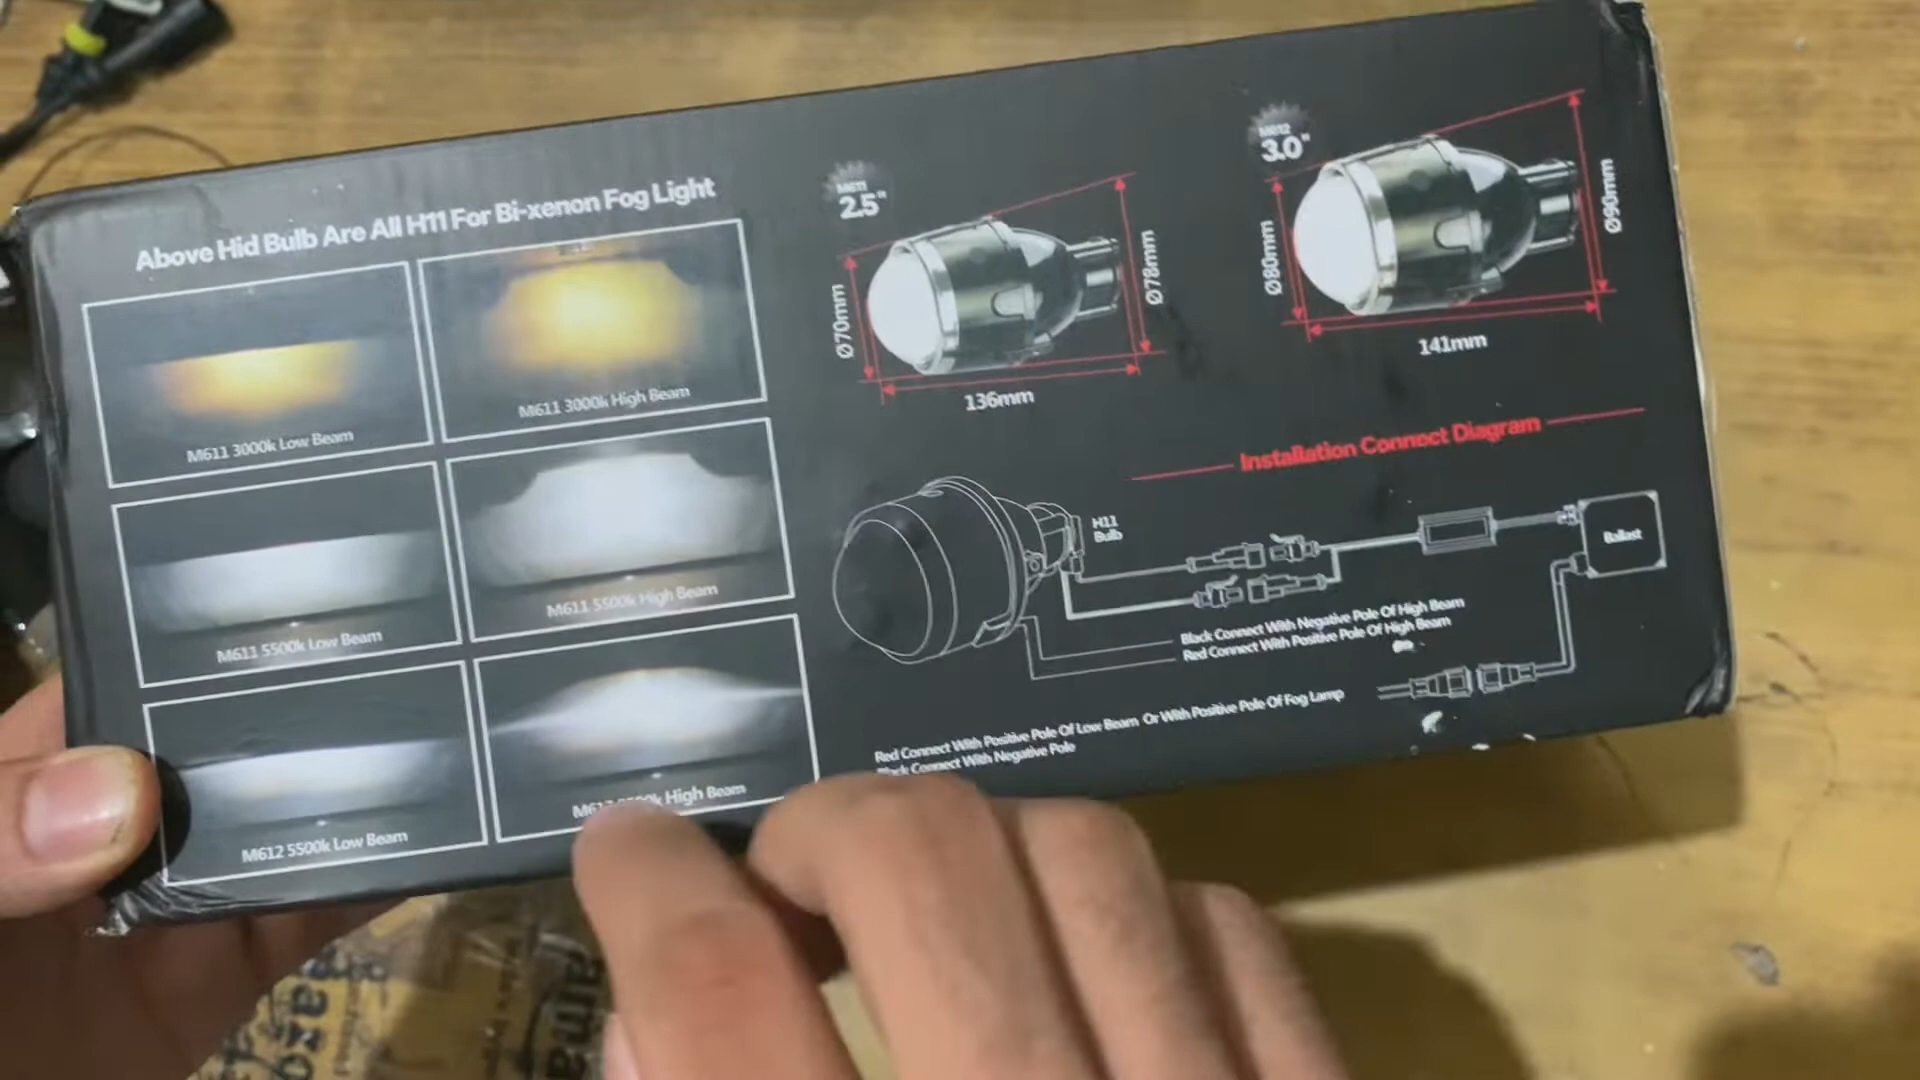 Above Hid Bulb Are All H11 For Bi-xenon Fog Light
M611 3000k Low Beam
M611 3000k High Beam
M611 5500k Low Beam
M611 5500k High Beam
M612 5500k Low Beam
High Beam
M611
2.5"
Ø70mm
Ø78mm
136mm
M612
3.0"
Ø80mm
Ø90mm
141mm
Installation Connect Diagram
H11
Bulb
Ballast
Black Connect With Negative Pole Of High Beam
Red Connect With Positive Pole Of High Beam
Red Connect With Positive Pole Of Low Beam Or With Positive Pole Of Fog Lamp
Black Connect With Negative Pole